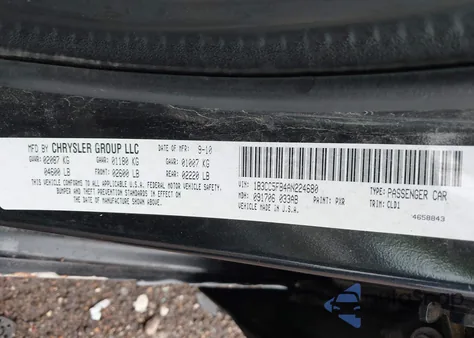 MFD BY CHRYSLER GROUP LLC
DATE OF MFR: 9-10
GVWR: 02087 KG GAWR: 01180 KG GAWR: 01007 KG
04600 LB FRONT: 02600 LB REAR: 02220 LB
THIS VEHICLE CONFORMS TO ALL APPLICABLE U.S.A. FEDERAL MOTOR VEHICLE SAFETY,
BUMPER AND THEFT PREVENTION STANDARDS IN EFFECT ON
THE DATE OF MANUFACTURE SHOWN ABOVE. MADE IN U.S.A.
VIN: 1B3CC5FB4AN224680 TYPE: PASSENGER CAR
MDH: 091706 033AB PAINT: PXR TRIM: CLD1
4658843